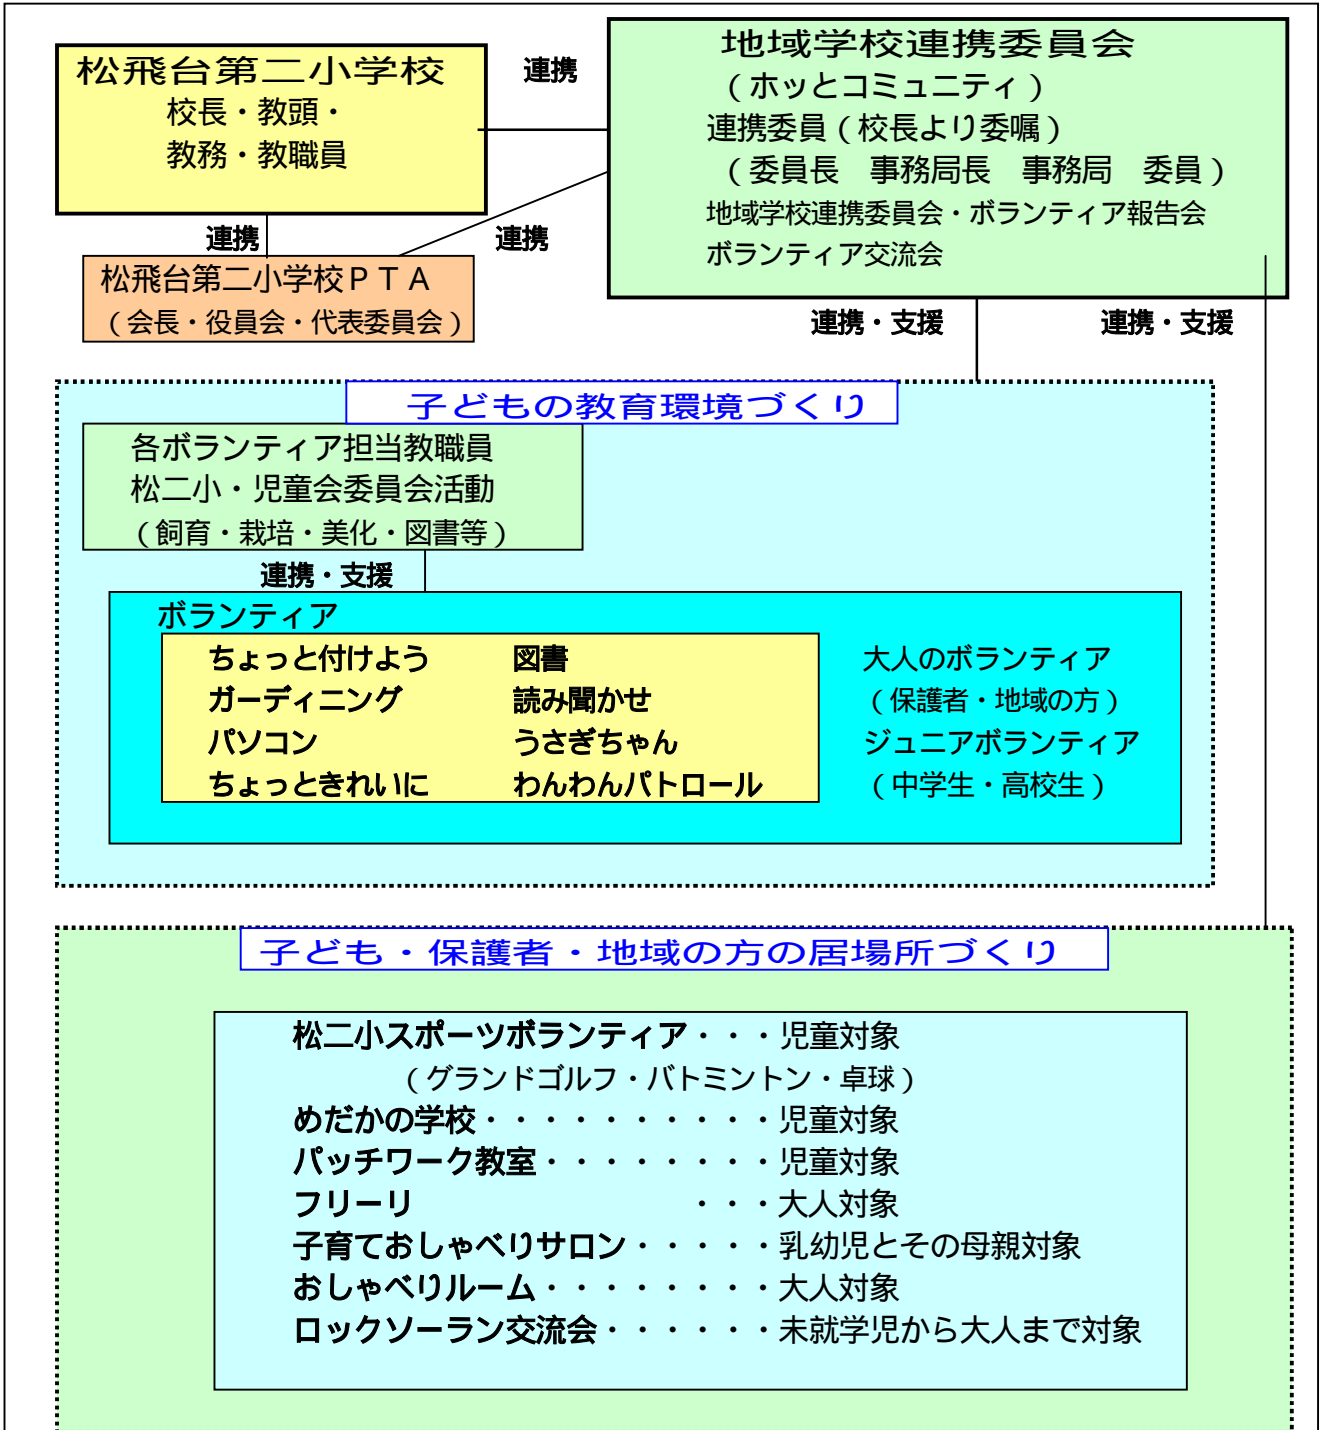 松飛台第二小学校
校長・教頭・
教務・教職員
連携
地域学校連携委員会
（ホッとコミュニティ）
連携委員（校長より委嘱）
（委員長　事務局長　事務局　委員）
地域学校連携委員会・ボランティア報告会
ボランティア交流会
連携
連携
松飛台第二小学校ＰＴＡ
（会長・役員会・代表委員会）
連携・支援
連携・支援
子どもの教育環境づくり
各ボランティア担当教職員
松二小・児童会委員会活動
（飼育・栽培・美化・図書等）
連携・支援
ボランティア
ちょっと付けよう　図書　大人のボランティア
ガーディニング　読み聞かせ　（保護者・地域の方）
パソコン　うさぎちゃん　ジュニアボランティア
ちょっときれいに　わんわんパトロール　（中学生・高校生）
子ども・保護者・地域の方の居場所づくり
松二小スポーツボランティア・・・児童対象
（グランドゴルフ・バトミントン・卓球）
めだかの学校・・・・・・・・・・児童対象
パッチワーク教室・・・・・・・・児童対象
フリーリ　・・・大人対象
子育ておしゃべりサロン・・・・・乳幼児とその母親対象
おしゃべりルーム・・・・・・・・大人対象
ロックソーラン交流会・・・・・・未就学児から大人まで対象